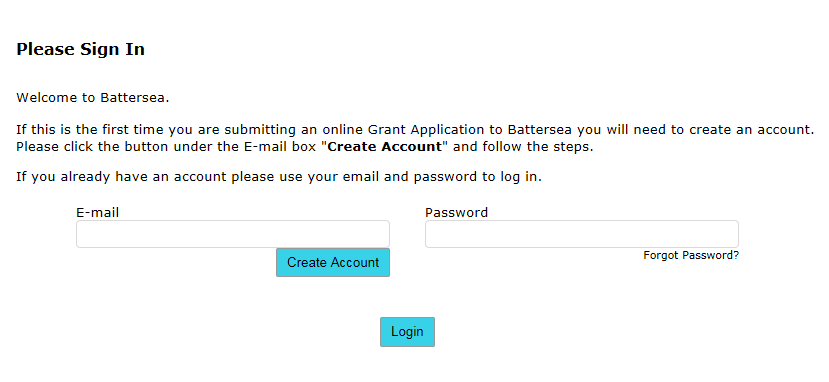 Please Sign In
Welcome to Battersea.
If this is the first time you are submitting an online Grant Application to Battersea you will need to create an account.
Please click the button under the E-mail box "Create Account" and follow the steps.
If you already have an account please use your email and password to log in.
E-mail
Password
Create Account
Forgot Password?
Login